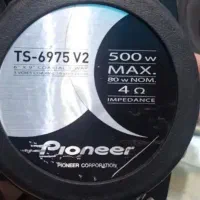 TS-6975 V2
500 W
MAX.
80 W NOM.
4 Ω
IMPEDANCE
Pioneer
PIONEER CORPORATION